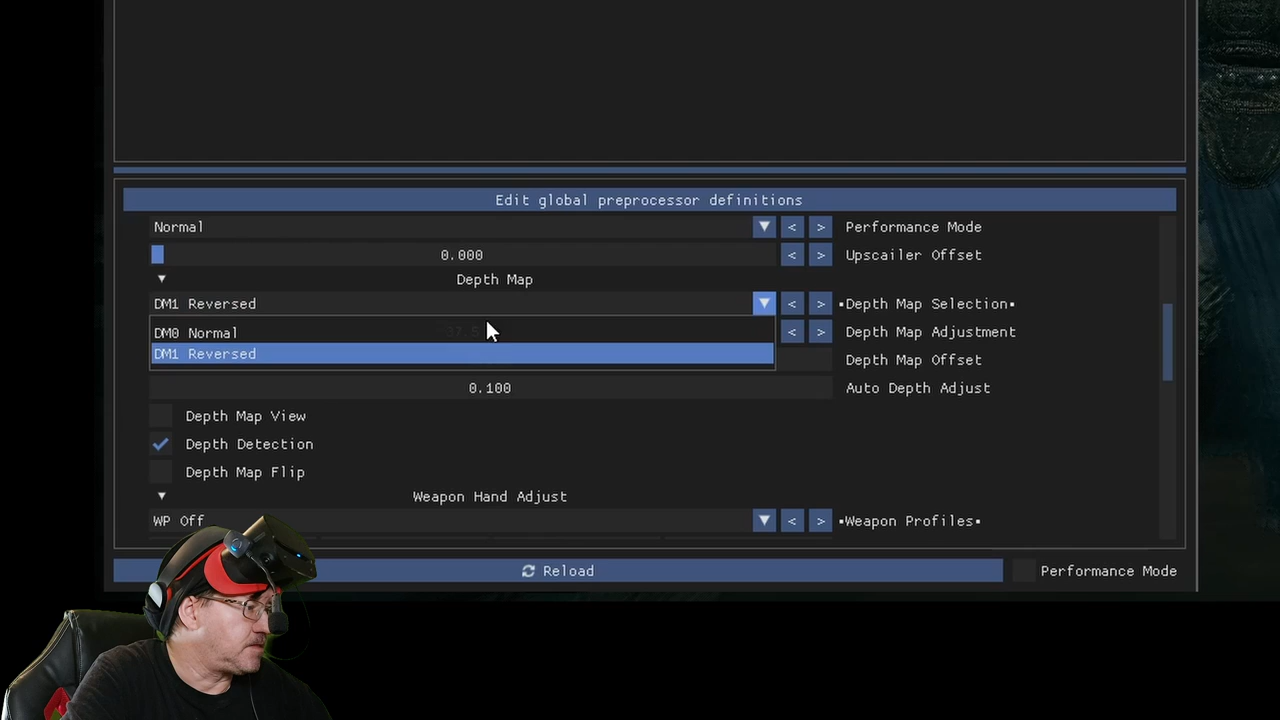 Edit global preprocessor definitions
Normal
< >
Performance Mode
0.000
< >
Upscailer Offset
Depth Map
DM1 Reversed
< >
▪Depth Map Selection▪
DM0 Normal
< >
Depth Map Adjustment
DM1 Reversed
Depth Map Offset
0.100
Auto Depth Adjust
Depth Map View
Depth Detection
Depth Map Flip
Weapon Hand Adjust
WP Off
< >
▪Weapon Profiles▪
Reload
Performance Mode